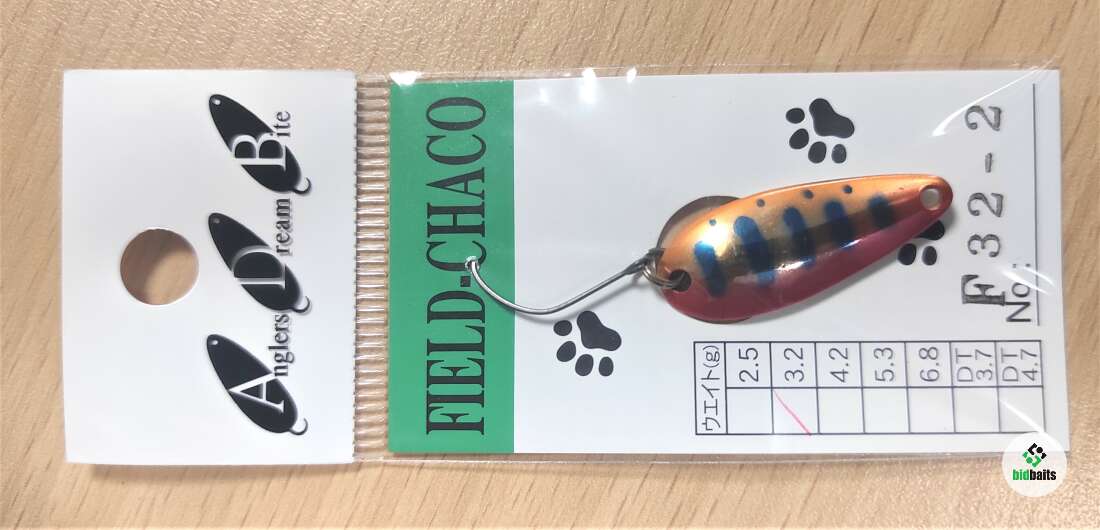 Anglers Dream Bite
FIELD-CHACO
ウエイト(g)
2.5
3.2
4.2
5.3
6.8
DT
3.7
DT
4.7
No:
F32-2
bidbaits